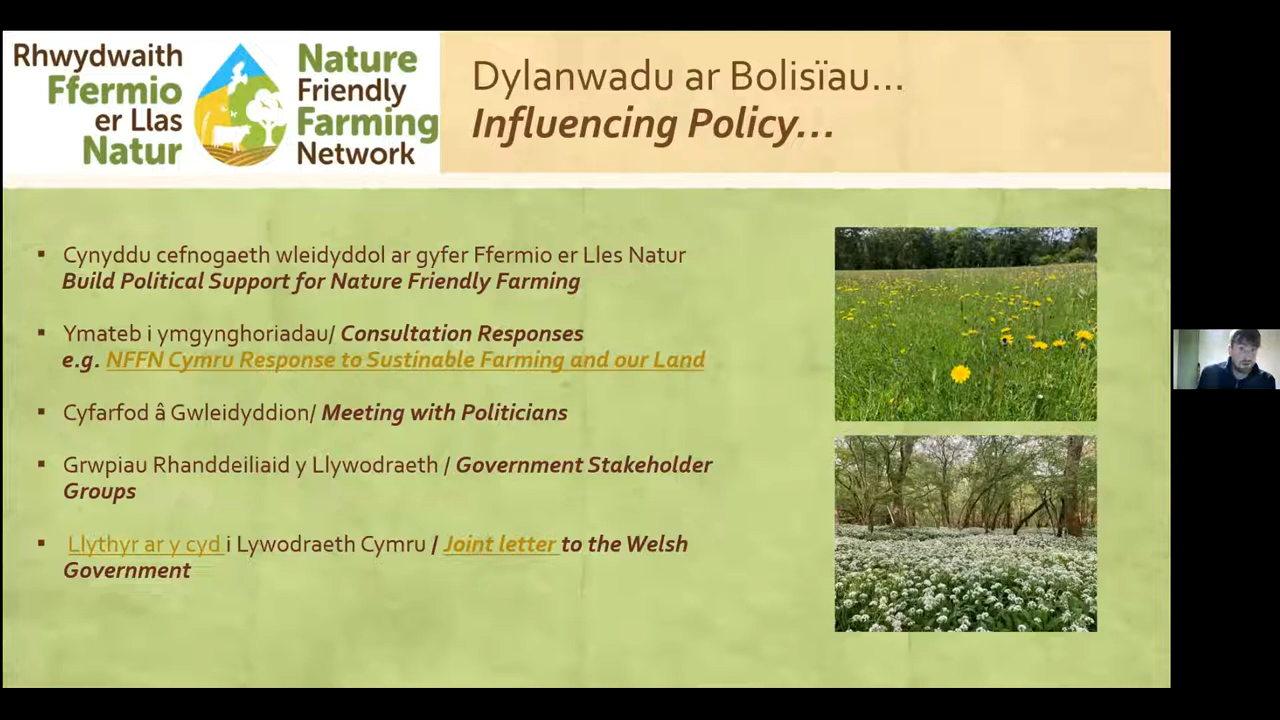 Rhwydwaith
Ffermio
er Llas
Natur
Nature
Friendly
Farming
Network
Dylanwadu ar Bolisïau...
Influencing Policy...
▪ Cynyddu cefnogaeth wleidyddol ar gyfer Ffermio er Lles Natur
Build Political Support for Nature Friendly Farming
▪ Ymateb i ymgynghoriadau/ Consultation Responses
e.g. NFFN Cymru Response to Sustinable Farming and our Land
▪ Cyfarfod â Gwleidyddion/ Meeting with Politicians
▪ Grwpiau Rhanddeiliaid y Llywodraeth / Government Stakeholder
Groups
▪ Llythyr ar y cyd i Lywodraeth Cymru / Joint letter to the Welsh
Government